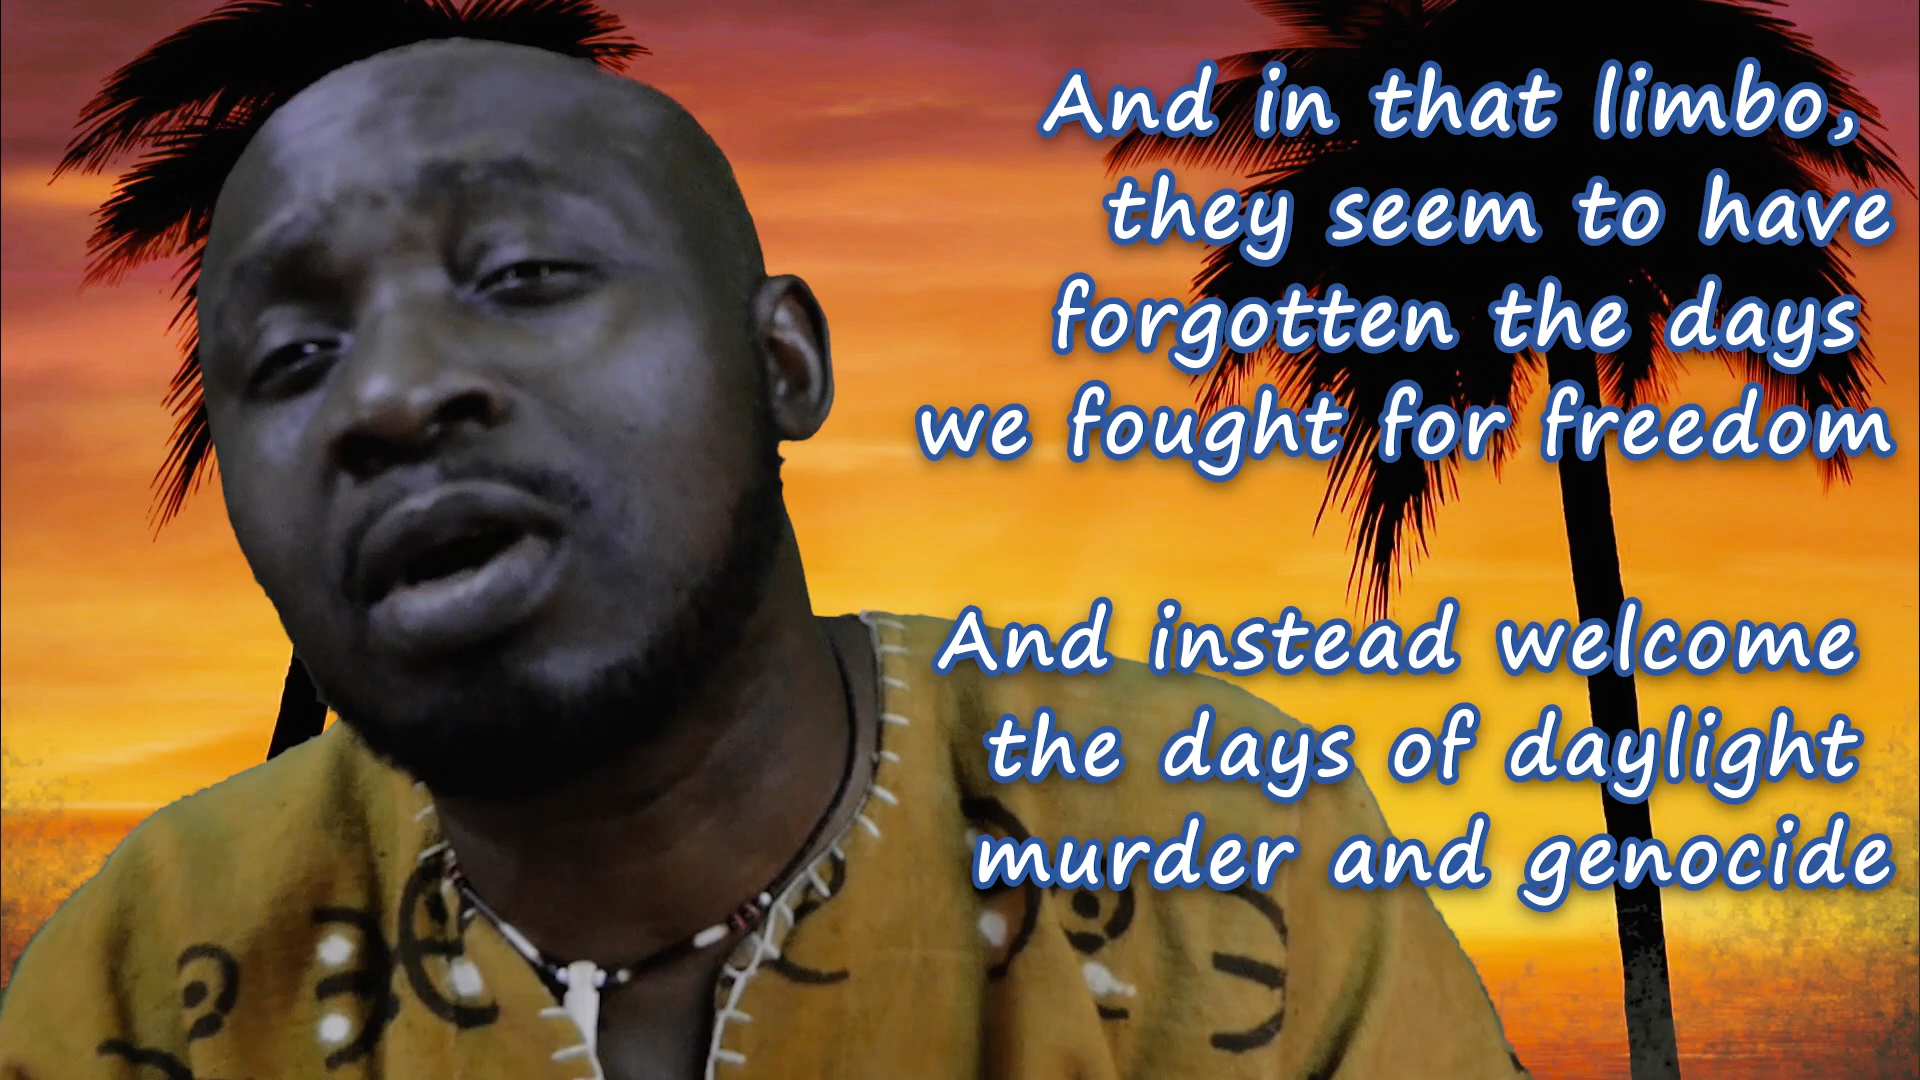 And in that limbo,
they seem to have
forgotten the days
we fought for freedom
And instead welcome
the days of daylight
murder and genocide